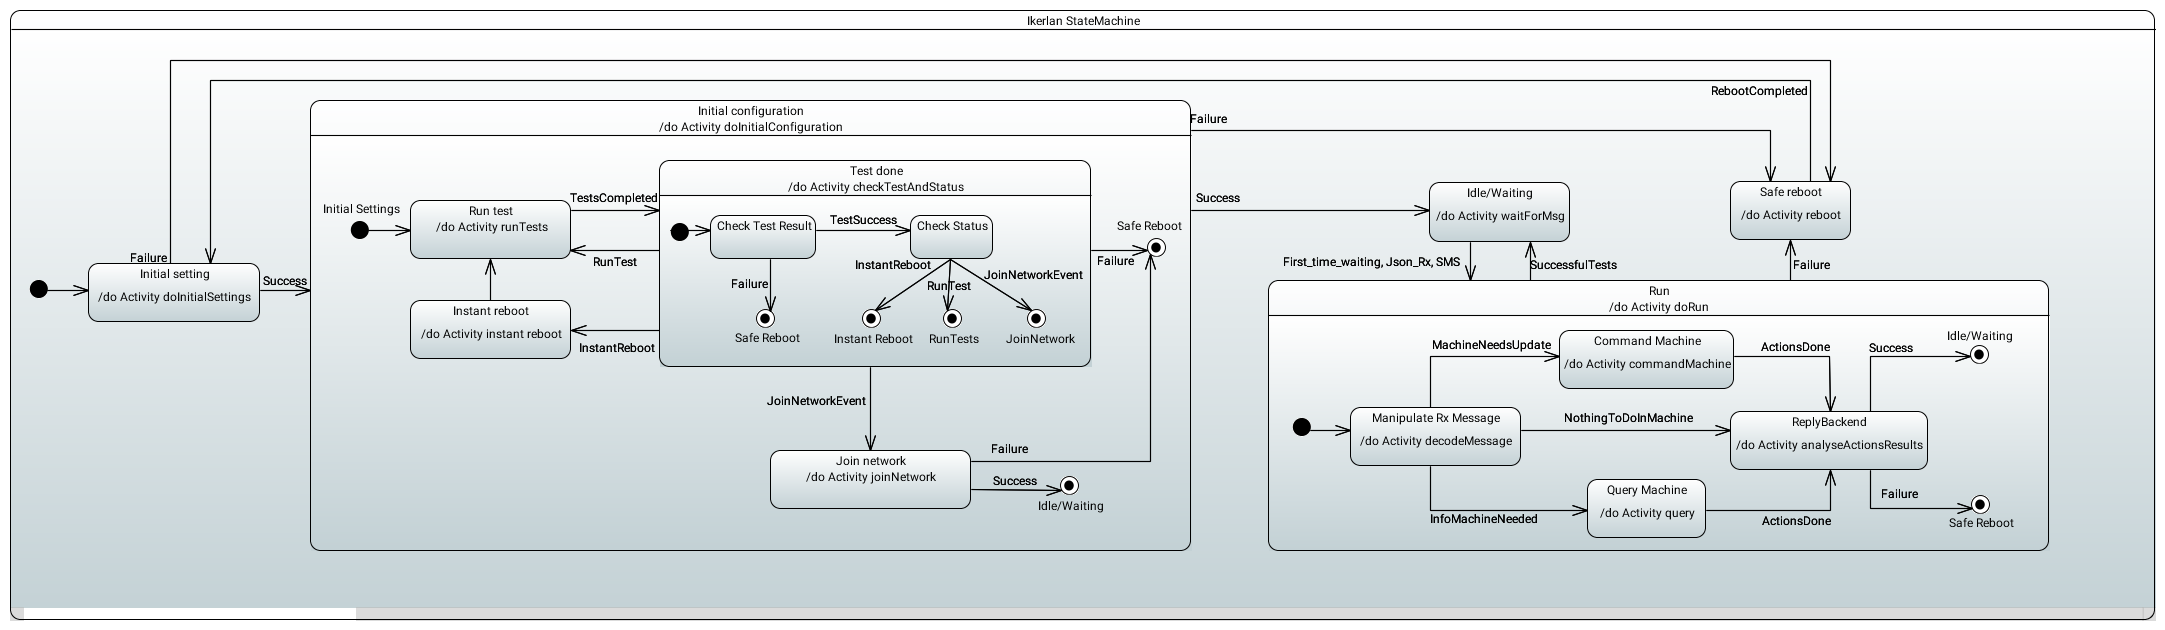 Ikerlan StateMachine
RebootCompleted
Initial configuration
/do Activity doInitialConfiguration
Failure
Test done
/do Activity checkTestAndStatus
Initial Settings
Run test
/do Activity runTests
TestsCompleted
RunTest
Instant reboot
/do Activity instant reboot
InstantReboot
Check Test Result
TestSuccess
Check Status
Failure
InstantReboot
RunTest
JoinNetworkEvent
Safe Reboot
Instant Reboot
RunTests
JoinNetwork
Safe Reboot
Failure
JoinNetworkEvent
Join network
/do Activity joinNetwork
Failure
Success
Idle/Waiting
Failure
Initial setting
/do Activity doInitialSettings
Success
Success
Idle/Waiting
/do Activity waitForMsg
Safe reboot
/do Activity reboot
First_time_waiting, Json_Rx, SMS
SuccessfulTests
Failure
Run
/do Activity doRun
MachineNeedsUpdate
Command Machine
/do Activity commandMachine
ActionsDone
Success
Idle/Waiting
Manipulate Rx Message
/do Activity decodeMessage
NothingToDoInMachine
ReplyBackend
/do Activity analyseActionsResults
InfoMachineNeeded
Query Machine
/do Activity query
ActionsDone
Failure
Safe Reboot